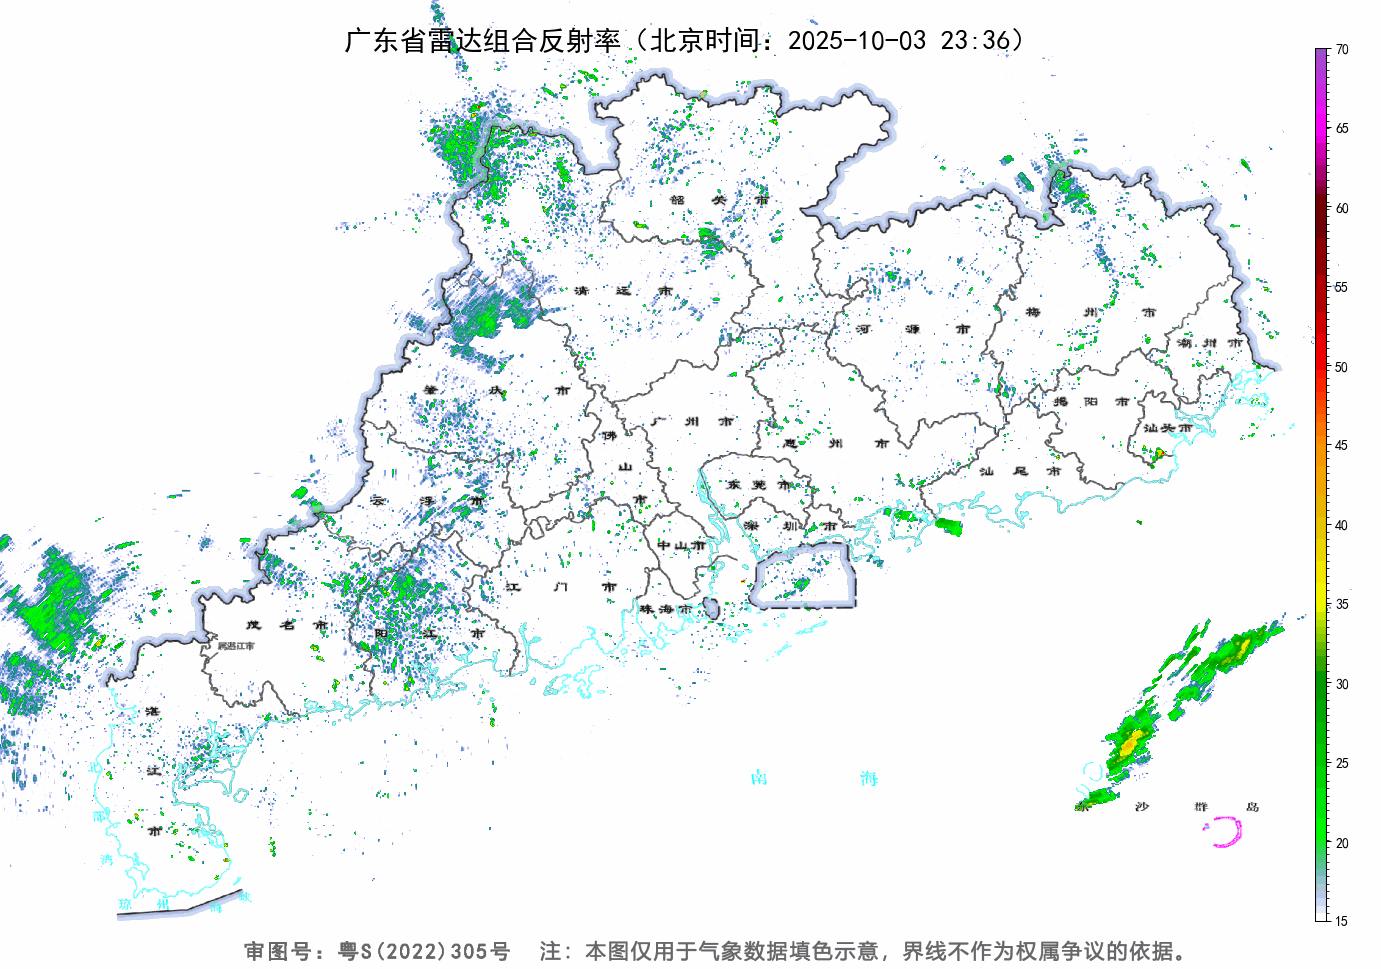 广东省雷达组合反射率（北京时间：2025-10-03 23:36）
70
65
60
65
50
45
40
35
30
25
20
15
韶 关 市
清 远 市
河 源 市
梅 州 市
潮 州 市
肇 庆 市
广 州 市
佛 山 市
惠 州 市
揭 阳 市
汕头市
汕 尾 市
云 浮 市
东 莞 市
深 圳 市
中山市
江 门 市
珠海市
茂 名 市
属湛江市
阳 江 市
湛 江 市
南 海
北 部 湾
东 沙 群 岛
琼 州 海 峡
审图号：粤S(2022)305号 注：本图仅用于气象数据填色示意，界线不作为权属争议的依据。